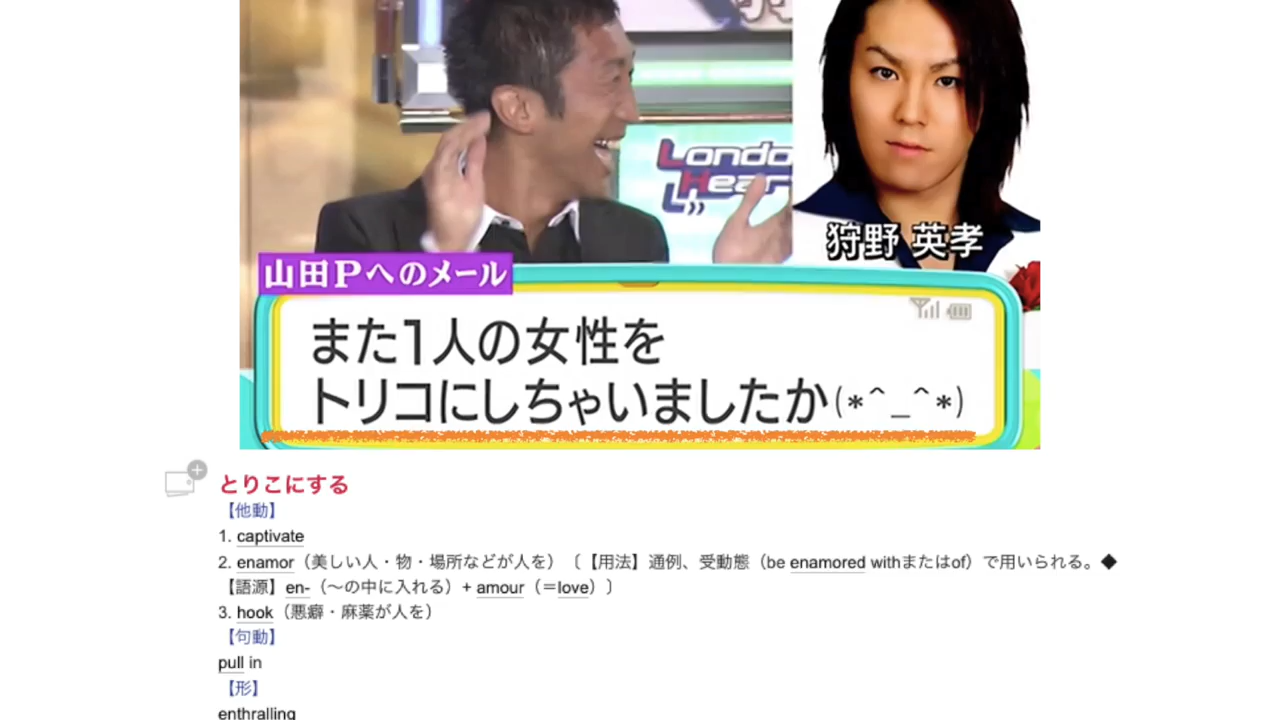 Londo
Hear
狩野 英孝
山田Pへのメール
また1人の女性を
トリコにしちゃいましたか(*^_^*)
とりこにする
【他動】
1. captivate
2. enamor（美しい人・物・場所などが人を）〔【用法】通例、受動態（be enamored withまたはof）で用いられる。◆
【語源】en-（～の中に入れる）+ amour（＝love）〕
3. hook（悪癖・麻薬が人を）
【句動】
pull in
【形】
enthralling